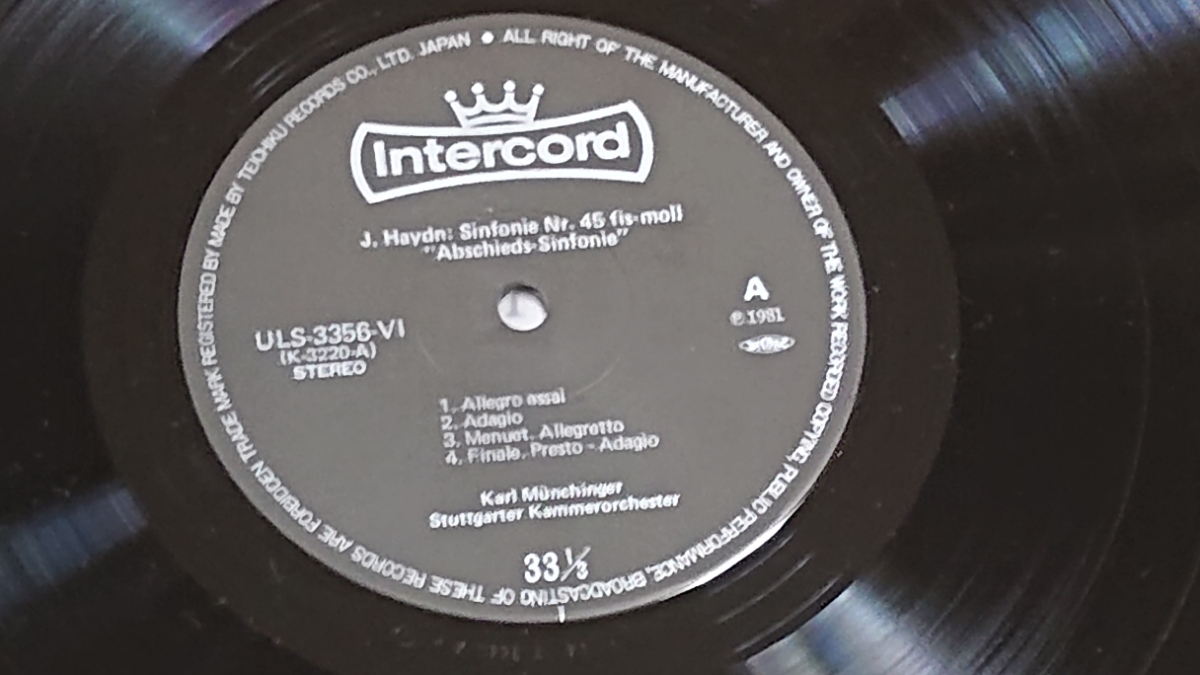 MADE BY TEICHIKU RECORDS CO., LTD. JAPAN ● ALL RIGHT OF THE MANUFACTURER AND OWNER OF THE WORK RECORDED COPYING, PUBLIC PERFORMANCE, BROADCASTING OF THESE RECORDS ARE FORBIDDEN TRADE MARK REGISTERED BY
Intercord
J. Haydn: Sinfonie Nr. 45 fis-moll
"Abschieds-Sinfonie"
A
ULS-3356-VI
℗1981
(K-3220-A)
STEREO
1. Allegro assai
2. Adagio
3. Menuet. Allegretto
4. Finale. Presto - Adagio
Karl Münchinger
Stuttgarter Kammerorchester
33⅓